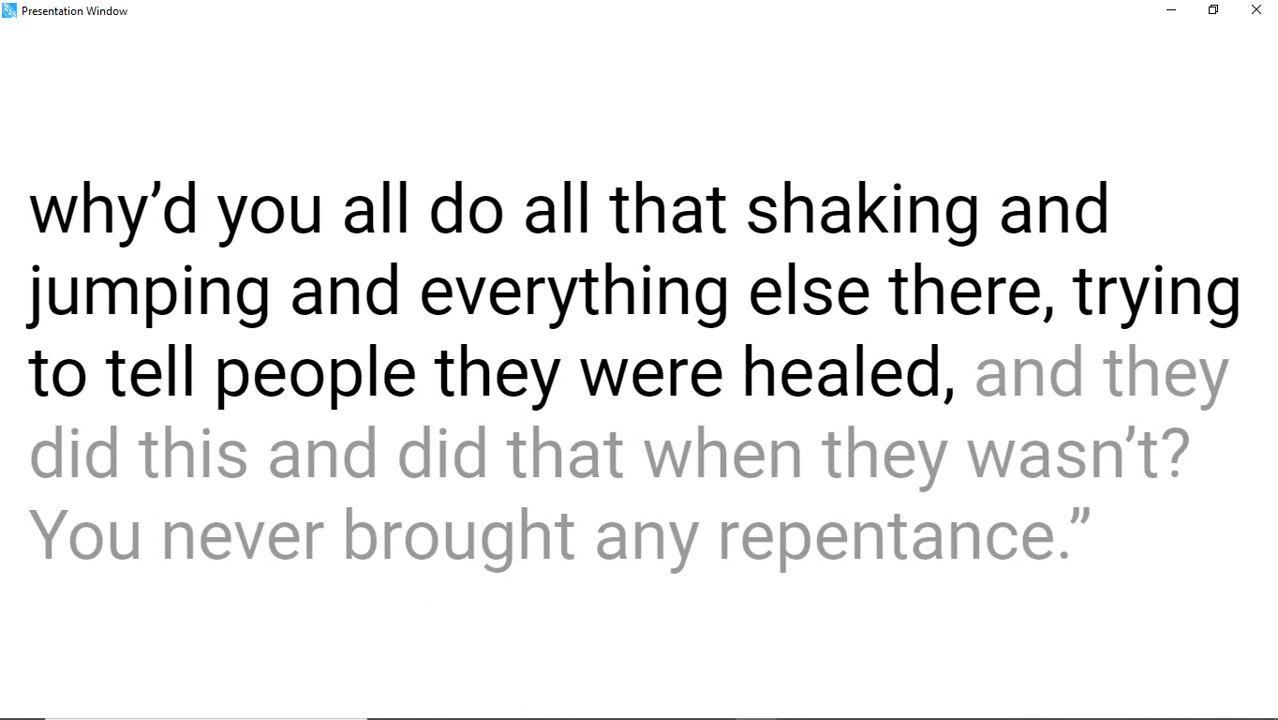 Presentation Window
why’d you all do all that shaking and
jumping and everything else there, trying
to tell people they were healed, and they
did this and did that when they wasn’t?
You never brought any repentance.”